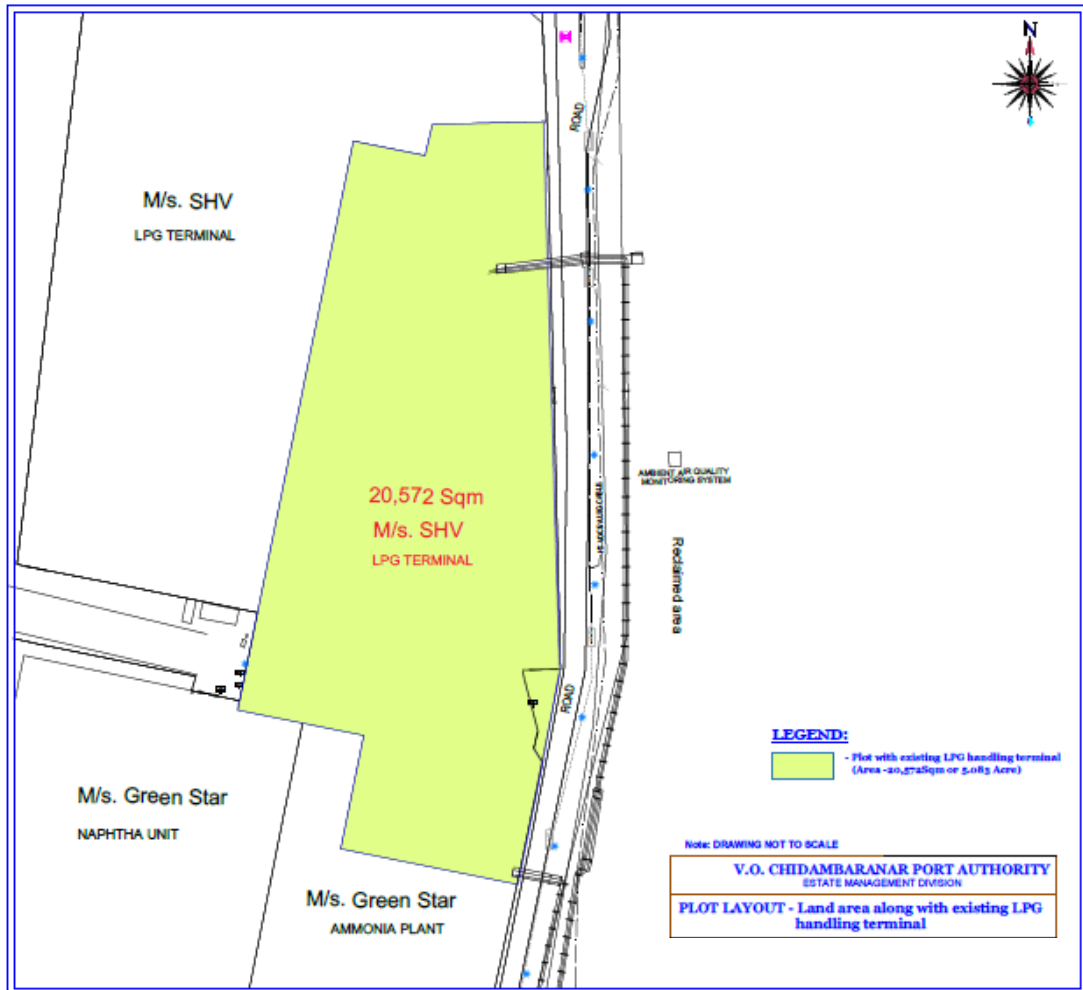 N
ROAD
M/s. SHV
LPG TERMINAL
20,572 Sqm
M/s. SHV
LPG TERMINAL
AMBIENT AIR QUALITY
MONITORING SYSTEM
Reclaimed area
ROAD
LEGEND:
- Plot with existing LPG handling terminal
(Area -20,572Sqm or 5.083 Acre)
M/s. Green Star
NAPHTHA UNIT
M/s. Green Star
AMMONIA PLANT
Note: DRAWING NOT TO SCALE
V.O. CHIDAMBARANAR PORT AUTHORITY
ESTATE MANAGEMENT DIVISION
PLOT LAYOUT - Land area along with existing LPG
handling terminal